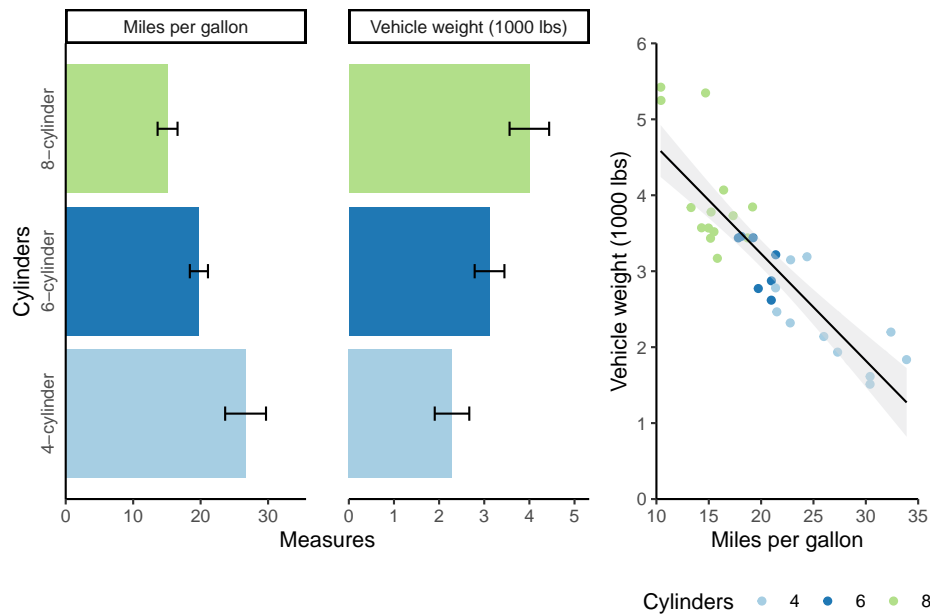 Miles per gallon
Vehicle weight (1000 lbs)
Cylinders
8−cylinder
6−cylinder
4−cylinder
0 10 20 30
0 1 2 3 4 5
Measures
Vehicle weight (1000 lbs)
6
5
4
3
2
1
0
10 15 20 25 30 35
Miles per gallon
Cylinders 4 6 8